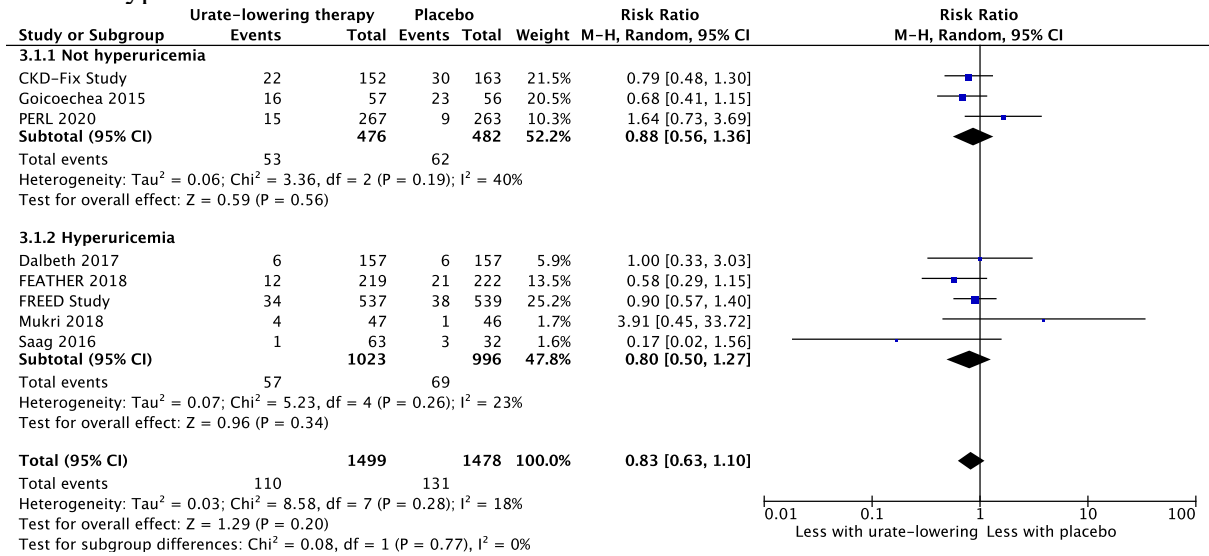 Urate-lowering therapy Placebo Risk Ratio Risk Ratio
Study or Subgroup Events Total Events Total Weight M-H, Random, 95% CI M-H, Random, 95% CI
3.1.1 Not hyperuricemia
CKD-Fix Study 22 152 30 163 21.5% 0.79 [0.48, 1.30]
Goicoechea 2015 16 57 23 56 20.5% 0.68 [0.41, 1.15]
PERL 2020 15 267 9 263 10.3% 1.64 [0.73, 3.69]
Subtotal (95% CI) 476 482 52.2% 0.88 [0.56, 1.36]
Total events 53 62
Heterogeneity: Tau² = 0.06; Chi² = 3.36, df = 2 (P = 0.19); I² = 40%
Test for overall effect: Z = 0.59 (P = 0.56)
3.1.2 Hyperuricemia
Dalbeth 2017 6 157 6 157 5.9% 1.00 [0.33, 3.03]
FEATHER 2018 12 219 21 222 13.5% 0.58 [0.29, 1.15]
FREED Study 34 537 38 539 25.2% 0.90 [0.57, 1.40]
Mukri 2018 4 47 1 46 1.7% 3.91 [0.45, 33.72]
Saag 2016 1 63 3 32 1.6% 0.17 [0.02, 1.56]
Subtotal (95% CI) 1023 996 47.8% 0.80 [0.50, 1.27]
Total events 57 69
Heterogeneity: Tau² = 0.07; Chi² = 5.23, df = 4 (P = 0.26); I² = 23%
Test for overall effect: Z = 0.96 (P = 0.34)
Total (95% CI) 1499 1478 100.0% 0.83 [0.63, 1.10]
Total events 110 131
Heterogeneity: Tau² = 0.03; Chi² = 8.58, df = 7 (P = 0.28); I² = 18%
Test for overall effect: Z = 1.29 (P = 0.20)
Test for subgroup differences: Chi² = 0.08, df = 1 (P = 0.77), I² = 0%
0.01 0.1 1 10 100
Less with urate-lowering Less with placebo